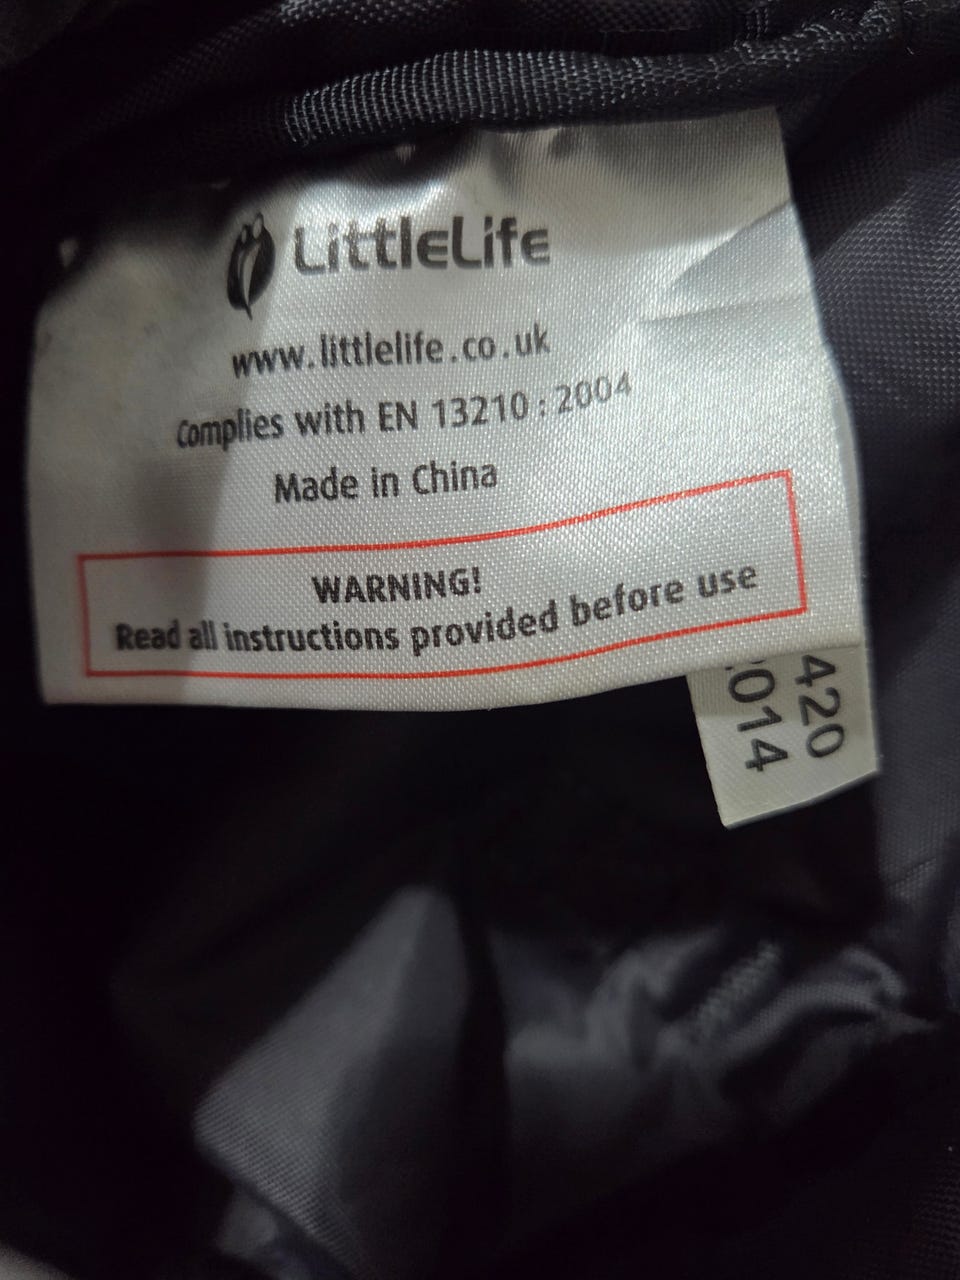 LittleLife
www.littlelife.co.uk
Complies with EN 13210:2004
Made in China
WARNING!
Read all instructions provided before use
420
2014